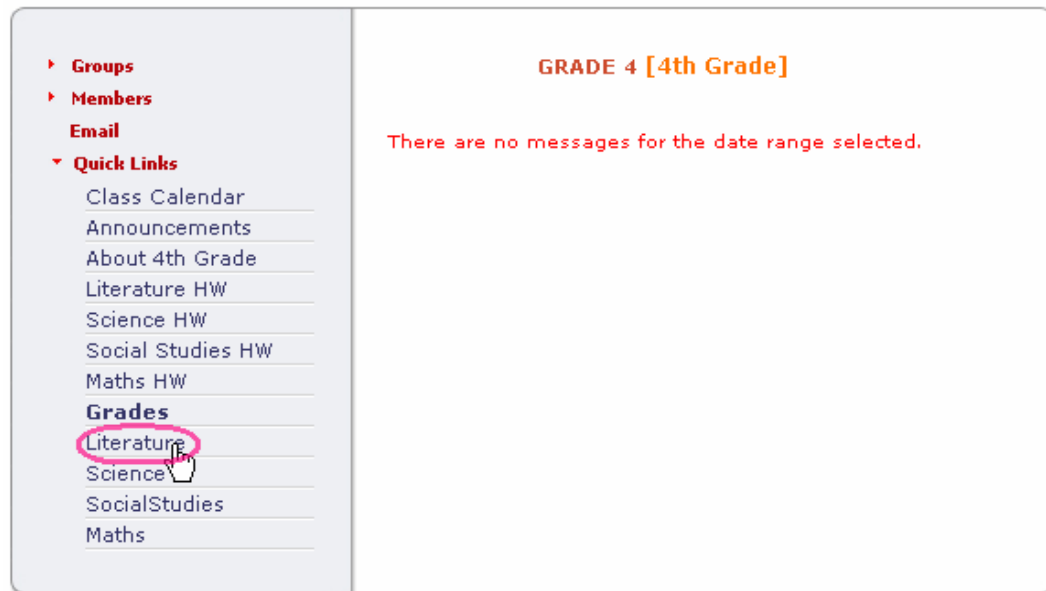 Groups
Members
Email
Quick Links
Class Calendar
Announcements
About 4th Grade
Literature HW
Science HW
Social Studies HW
Maths HW
Grades
Literature
Science
SocialStudies
Maths
GRADE 4 [4th Grade]
There are no messages for the date range selected.